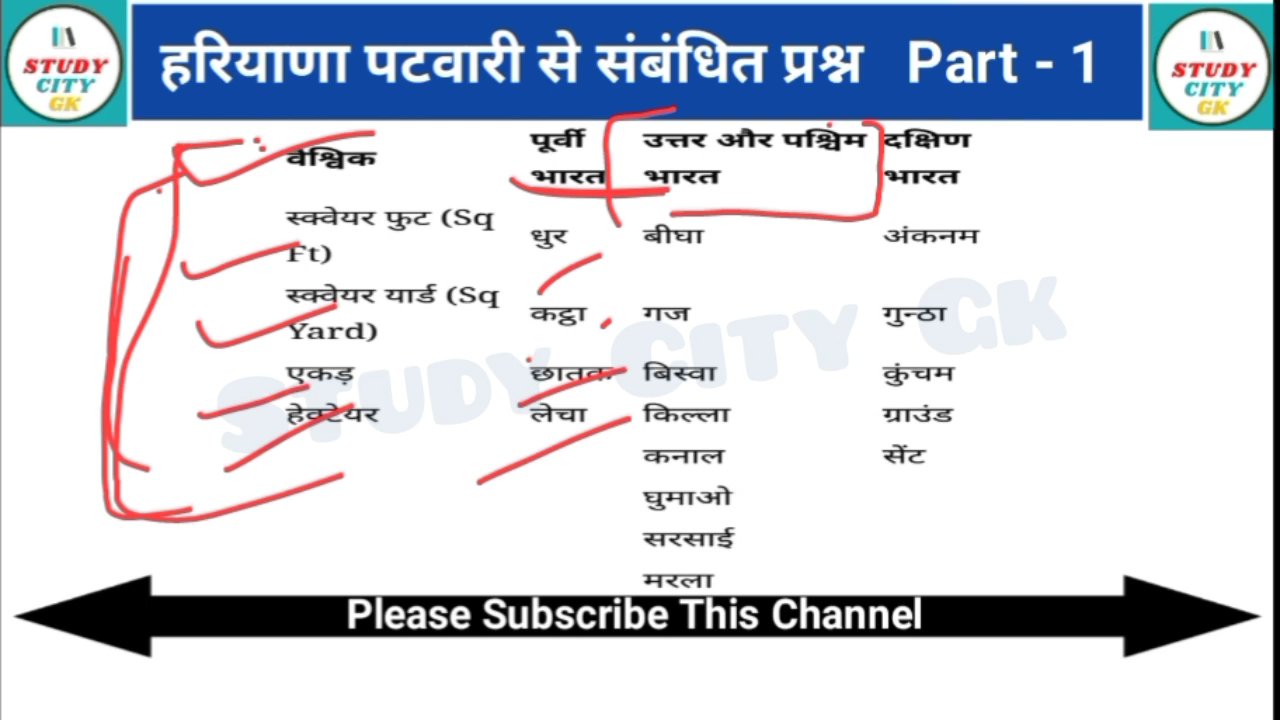 STUDY
CITY
GK
हरियाणा पटवारी से संबंधित प्रश्न Part - 1
STUDY
CITY
GK
वैश्विक पूर्वी भारत उत्तर और पश्चिम भारत दक्षिण भारत
स्क्वेयर फुट (Sq Ft) धुर बीघा अंकनम
स्क्वेयर यार्ड (Sq Yard) कट्ठा गज गुन्ठा
एकड़ छातक बिस्वा कुंचम
हेक्टेयर लेचा किल्ला ग्राउंड
कनाल सेंट
घुमाओ
सरसाई
मरला
STUDY CITY GK
Please Subscribe This Channel